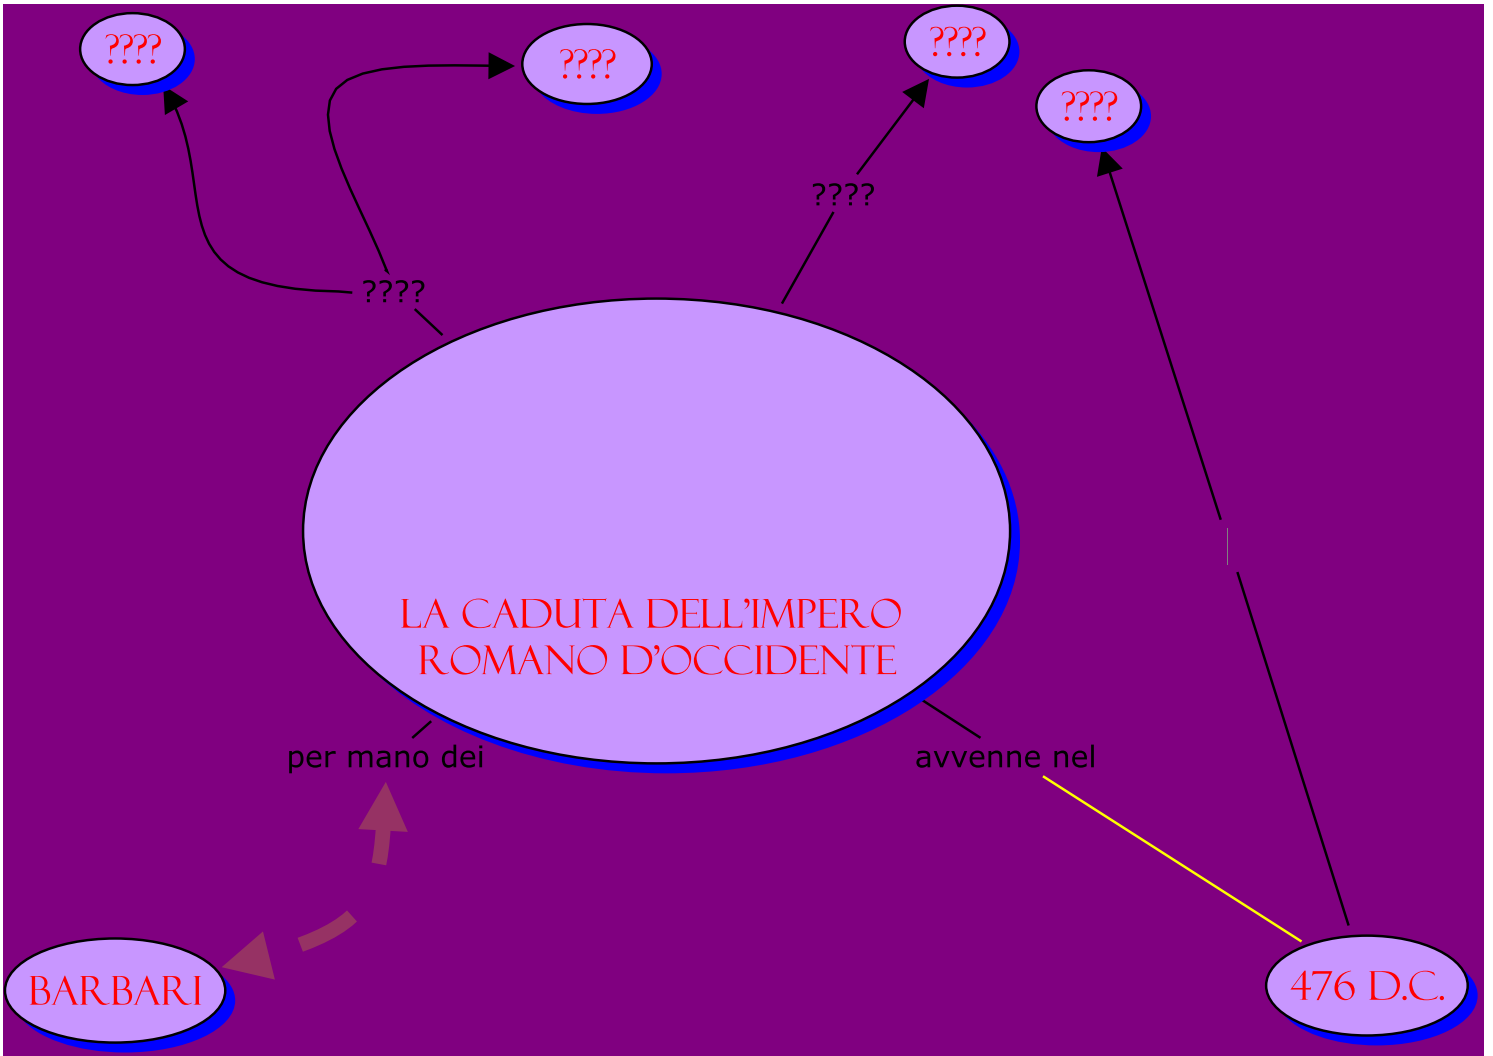 ????
????
????
????
????
????
LA CADUTA DELL'IMPERO
ROMANO D'OCCIDENTE
per mano dei
avvenne nel
BARBARI
476 D.C.